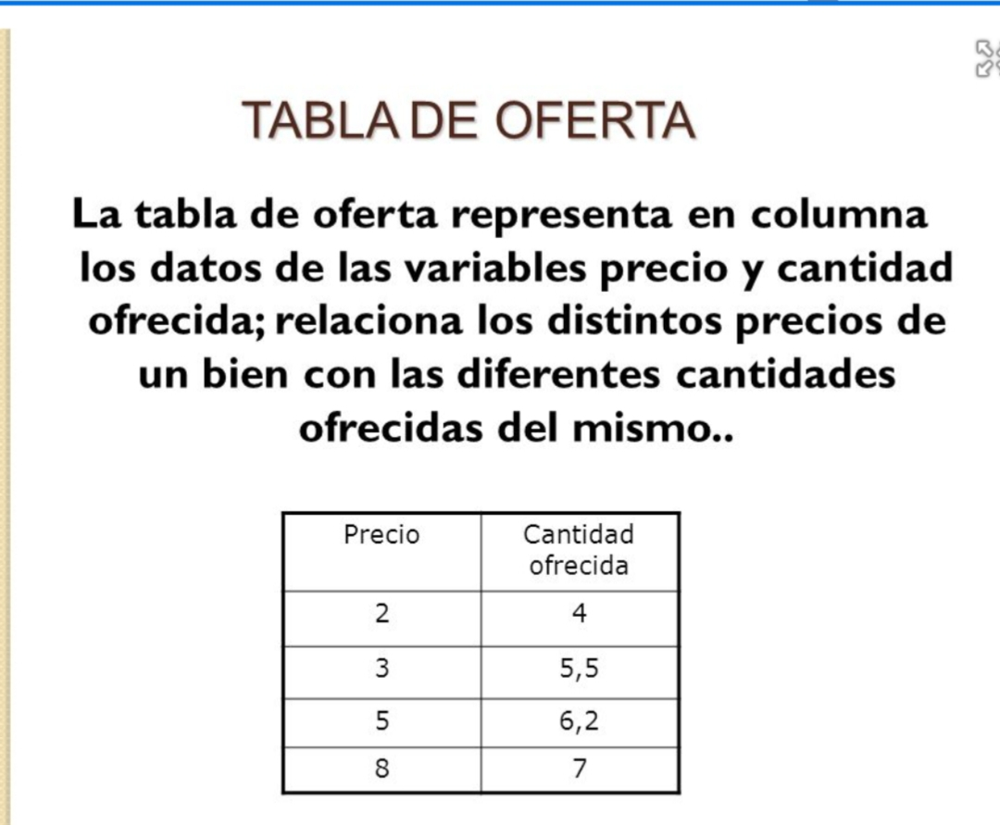 TABLA DE OFERTA
La tabla de oferta representa en columna
los datos de las variables precio y cantidad
ofrecida; relaciona los distintos precios de
un bien con las diferentes cantidades
ofrecidas del mismo..
Precio Cantidad
ofrecida
2 4
3 5,5
5 6,2
8 7